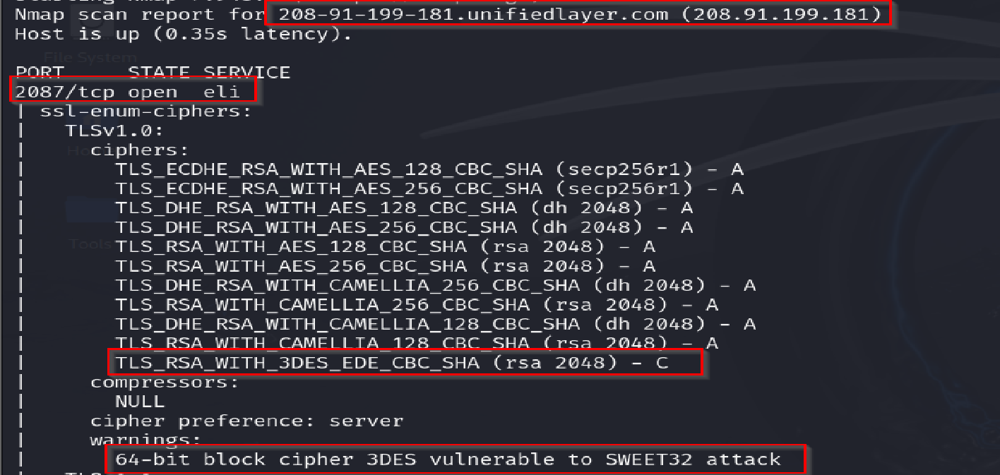 Nmap scan report for 208-91-199-181.unifiedlayer.com (208.91.199.181)
Host is up (0.35s latency).
File System
PORT STATE SERVICE
2087/tcp open eli
| ssl-enum-ciphers:
| TLSv1.0:
| ciphers:
| TLS_ECDHE_RSA_WITH_AES_128_CBC_SHA (secp256r1) - A
| TLS_ECDHE_RSA_WITH_AES_256_CBC_SHA (secp256r1) - A
| TLS_DHE_RSA_WITH_AES_128_CBC_SHA (dh 2048) - A
| TLS_DHE_RSA_WITH_AES_256_CBC_SHA (dh 2048) - A
Tools
| TLS_RSA_WITH_AES_128_CBC_SHA (rsa 2048) - A
| TLS_RSA_WITH_AES_256_CBC_SHA (rsa 2048) - A
| TLS_DHE_RSA_WITH_CAMELLIA_256_CBC_SHA (dh 2048) - A
| TLS_RSA_WITH_CAMELLIA_256_CBC_SHA (rsa 2048) - A
| TLS_DHE_RSA_WITH_CAMELLIA_128_CBC_SHA (dh 2048) - A
| TLS_RSA_WITH_CAMELLIA_128_CBC_SHA (rsa 2048) - A
| TLS_RSA_WITH_3DES_EDE_CBC_SHA (rsa 2048) - C
| compressors:
| NULL
| cipher preference: server
| warnings:
| 64-bit block cipher 3DES vulnerable to SWEET32 attack